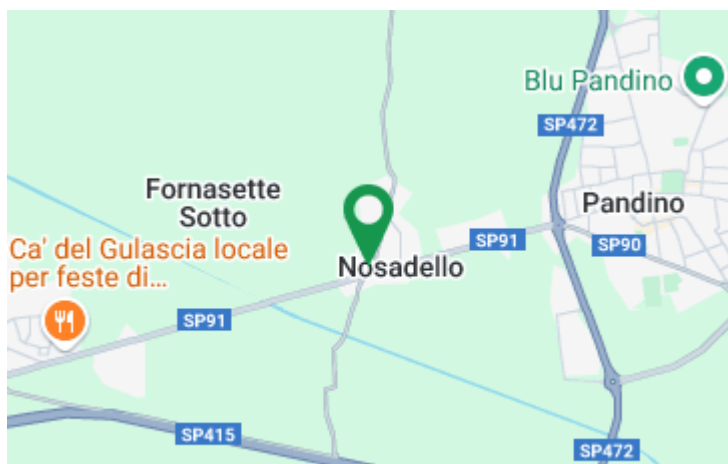 Blu Pandino
SP472
Fornasette
Sotto
Pandino
Ca' del Gulascia locale
per feste di...
SP91
SP90
Nosadello
SP91
SP415
SP472